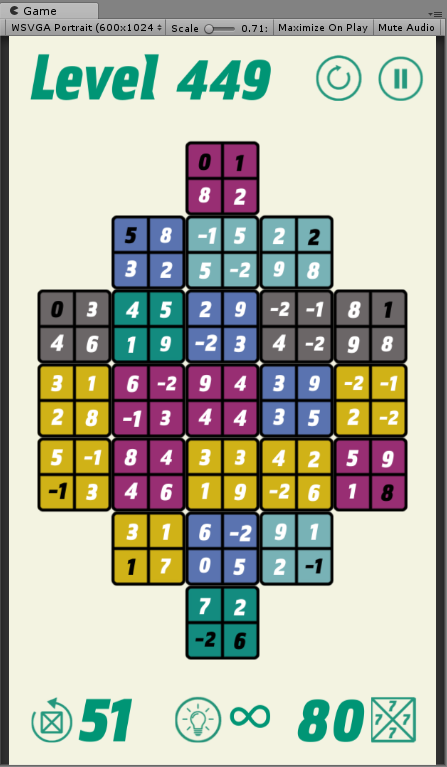 Game
WSVGA Portrait (600x1024 Scale 0.71: Maximize On Play Mute Audio
Level 449
0 1
8 2
5 8 -1 5 2 2
3 2 5 -2 9 8
0 3 4 5 2 9 -2 -1 8 1
4 6 1 9 -2 3 4 -2 9 8
3 1 6 -2 9 4 3 9 -2 -1
2 8 -1 3 4 4 3 5 2 -2
5 -1 8 4 3 3 4 2 5 9
-1 3 4 6 1 9 -2 6 1 8
3 1 6 -2 9 1
1 7 0 5 2 -1
7 2
-2 6
51 ∞ 80 7 7 7 7